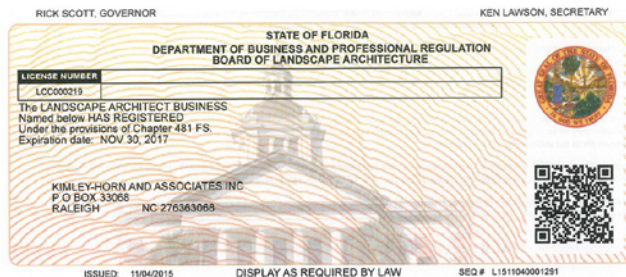 RICK SCOTT, GOVERNOR
KEN LAWSON, SECRETARY
STATE OF FLORIDA
DEPARTMENT OF BUSINESS AND PROFESSIONAL REGULATION
BOARD OF LANDSCAPE ARCHITECTURE
LICENSE NUMBER
LCC000219
The LANDSCAPE ARCHITECT BUSINESS
Named below HAS REGISTERED
Under the provisions of Chapter 481 FS.
Expiration date: NOV 30, 2017
KIMLEY-HORN AND ASSOCIATES INC
P O BOX 33068
RALEIGH NC 276363068
ISSUED: 11/04/2015
DISPLAY AS REQUIRED BY LAW
SEQ # L1511040001291